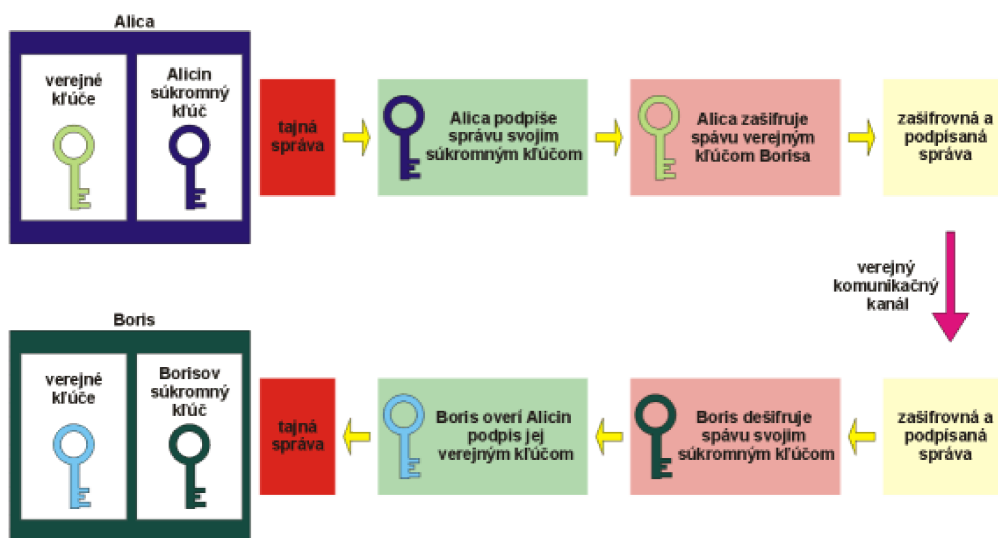 Alica
verejné
kľúče
Alicin
súkromný
kľúč
tajná
správa
Alica podpíše
správu svojim
súkromným kľúčom
Alica zašifruje
spávu verejným
kľúčom Borisa
zašifrovná a
podpísaná
správa
verejný
komunikačný
kanál
Boris
verejné
kľúče
Borisov
súkromný
kľúč
tajná
správa
Boris overí Alicin
podpis jej
verejným kľúčom
Boris dešifruje
spávu svojim
súkromným kľúčom
zašifrovná a
podpísaná
správa